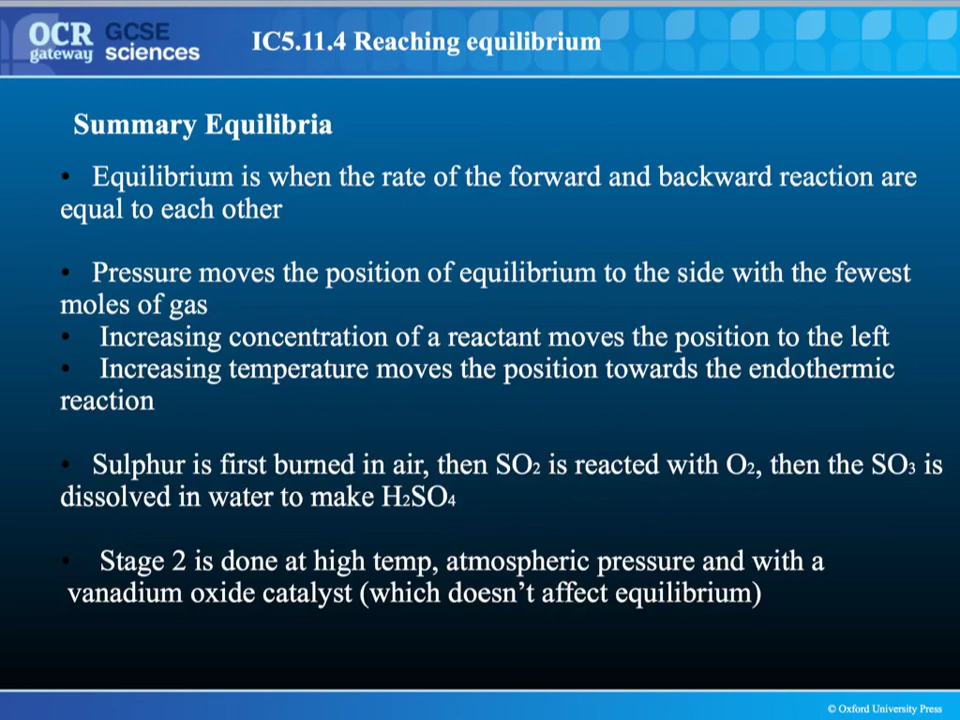 OCR GCSE
gateway sciences
IC5.11.4 Reaching equilibrium
Summary Equilibria
• Equilibrium is when the rate of the forward and backward reaction are
equal to each other
• Pressure moves the position of equilibrium to the side with the fewest
moles of gas
• Increasing concentration of a reactant moves the position to the left
• Increasing temperature moves the position towards the endothermic
reaction
• Sulphur is first burned in air, then SO₂ is reacted with O₂, then the SO₃ is
dissolved in water to make H₂SO₄
• Stage 2 is done at high temp, atmospheric pressure and with a
vanadium oxide catalyst (which doesn’t affect equilibrium)
© Oxford University Press